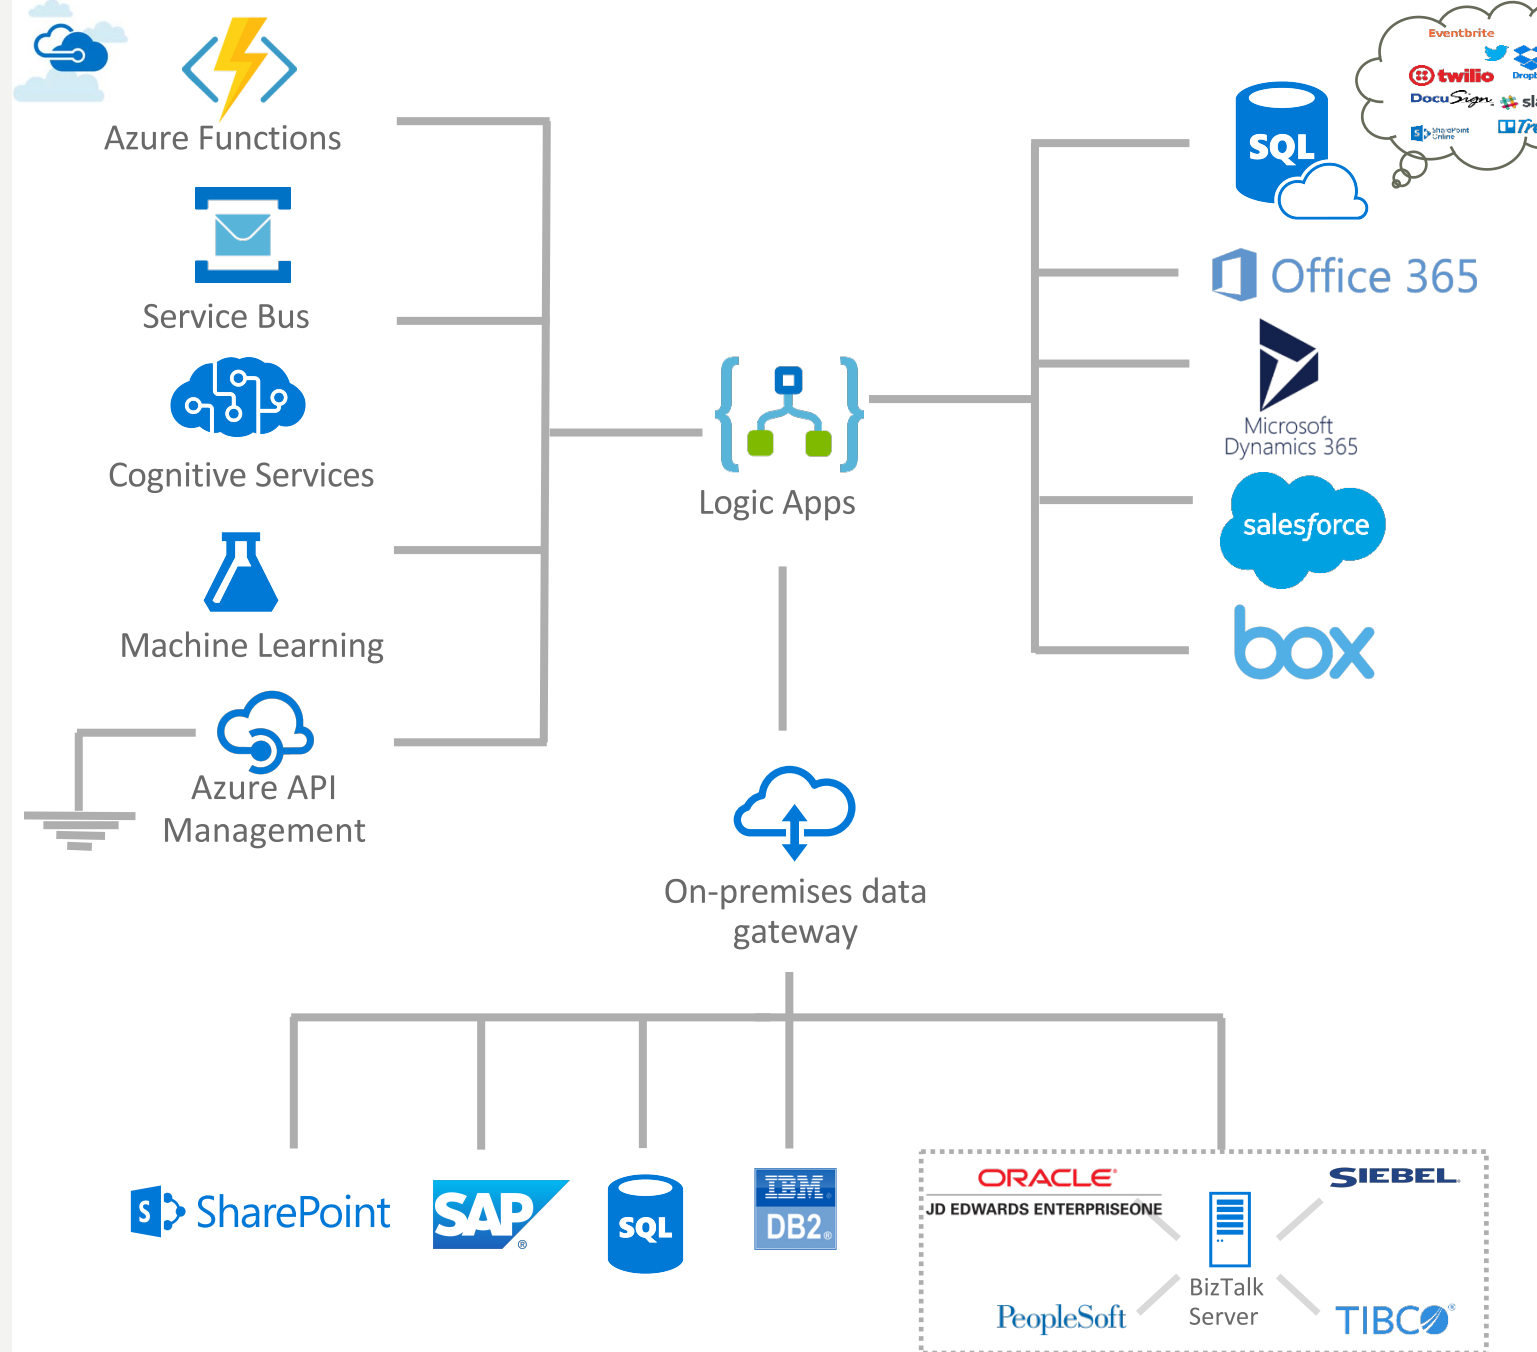 Azure Functions
Service Bus
Cognitive Services
Machine Learning
Azure API
Management
Logic Apps
On-premises data
gateway
Eventbrite
twilio
DocuSign
SharePoint
Online
SQL
Office 365
Microsoft
Dynamics 365
salesforce
box
S SharePoint
SAP ®
SQL
IBM.
DB2®
ORACLE®
JD EDWARDS ENTERPRISEONE
SIEBEL.
BizTalk
Server
PeopleSoft
TIBCO®